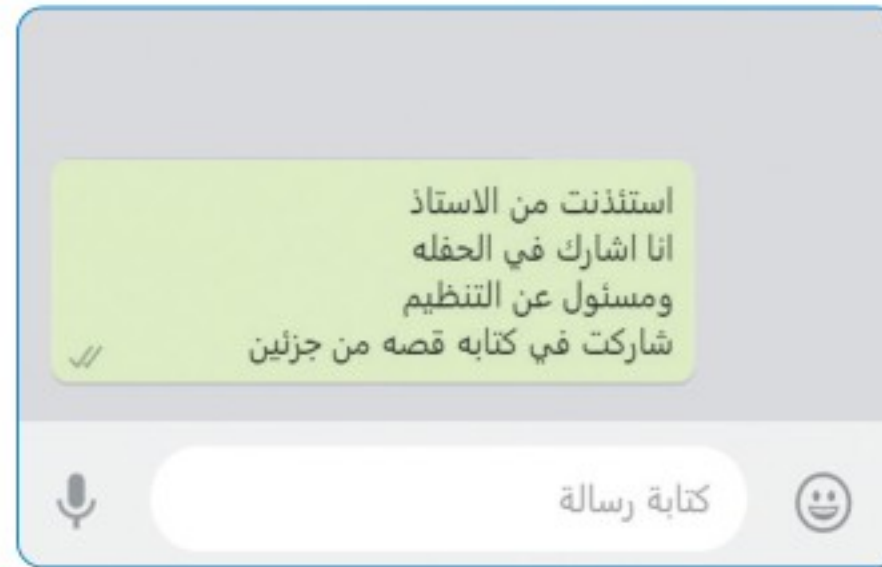 استئذنت من الاستاذ
انا اشارك في الحفله
ومسئول عن التنظيم
شاركت في كتابه قصه من جزئين
كتابة رسالة